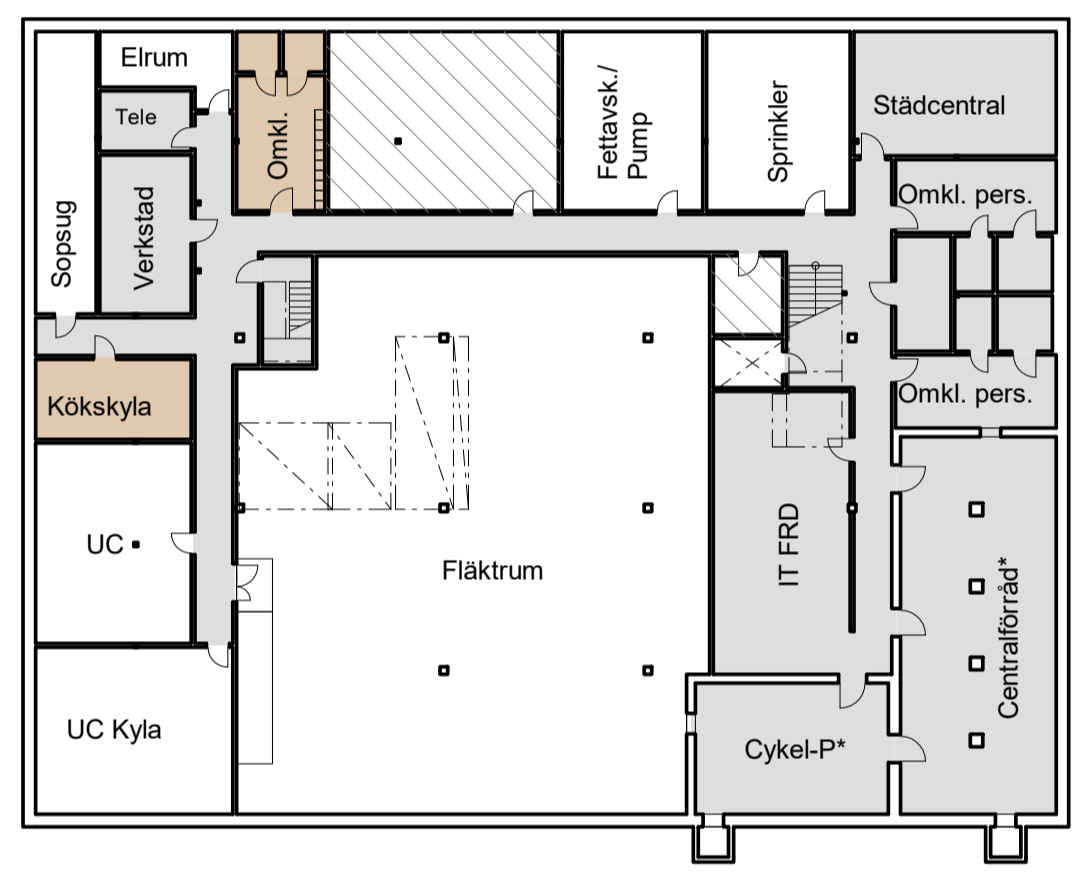 Elrum
Tele
Sopsug
Verkstad
Omkl.
Fettavsk./
Pump
Sprinkler
Städcentral
Omkl. pers.
Kökskyla
Omkl. pers.
UC
Fläktrum
IT FRD
Centralförråd*
UC Kyla
Cykel-P*